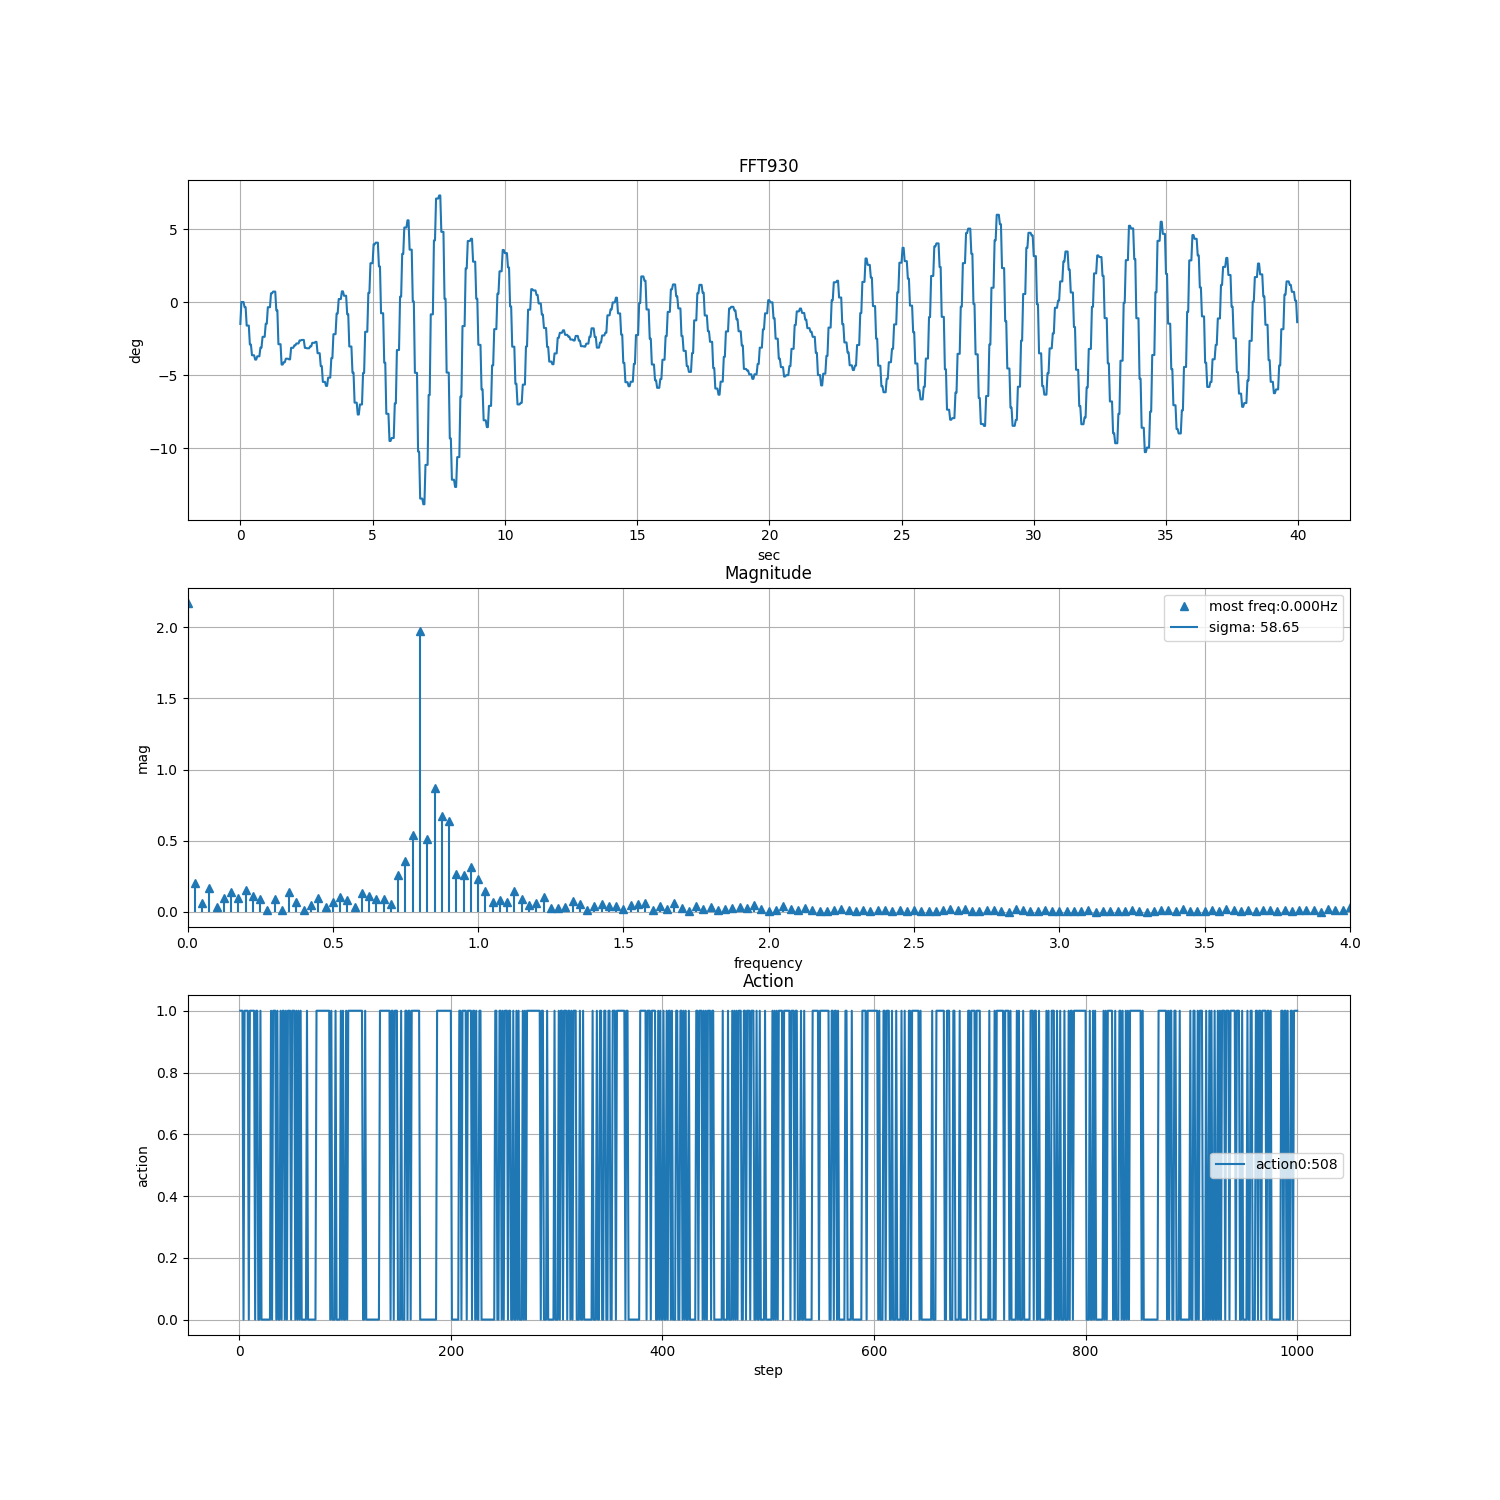 FFT930
5
0
−5
−10
deg
0 5 10 15 20 25 30 35 40
sec
Magnitude
2.0
1.5
1.0
0.5
0.0
mag
most freq:0.000Hz
sigma: 58.65
0.0 0.5 1.0 1.5 2.0 2.5 3.0 3.5 4.0
frequency
Action
1.0
0.8
0.6
0.4
0.2
0.0
action
action0:508
0 200 400 600 800 1000
step